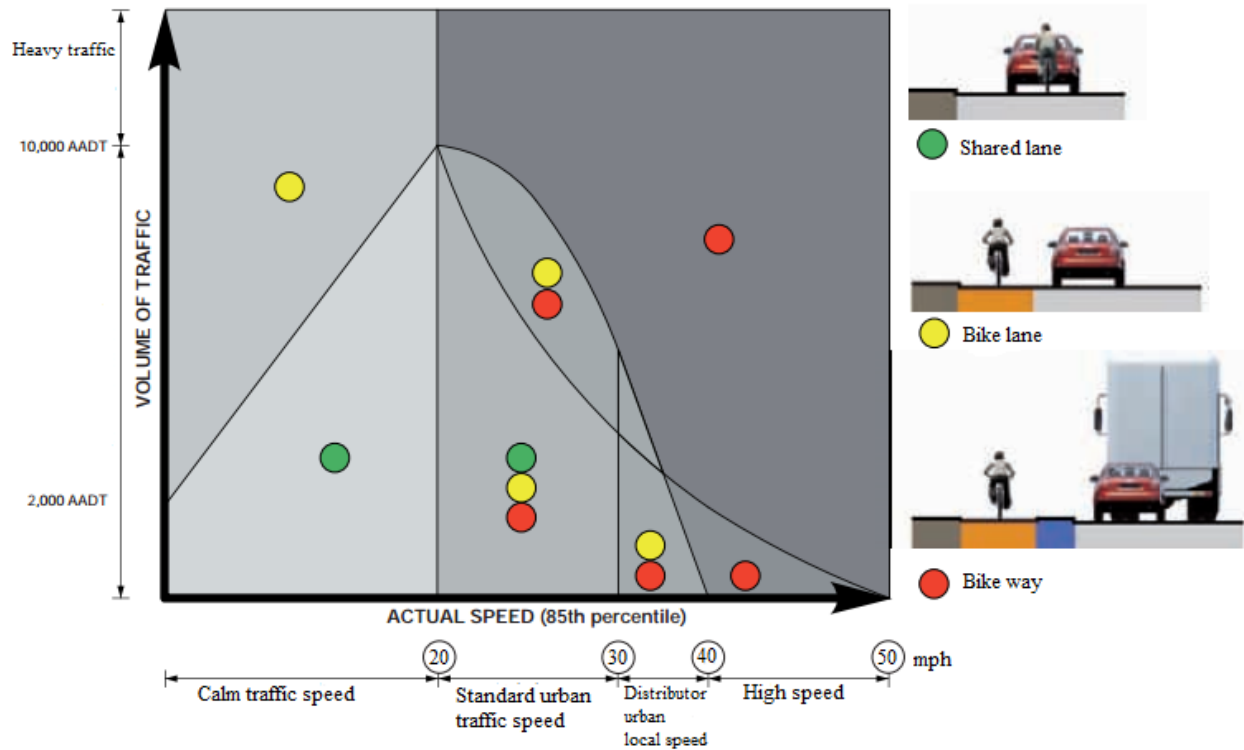 Heavy traffic
10,000 AADT
VOLUME OF TRAFFIC
2,000 AADT
ACTUAL SPEED (85th percentile)
20
30
40
50
mph
Calm traffic speed
Standard urban
traffic speed
Distributor
urban
local speed
High speed
Shared lane
Bike lane
Bike way